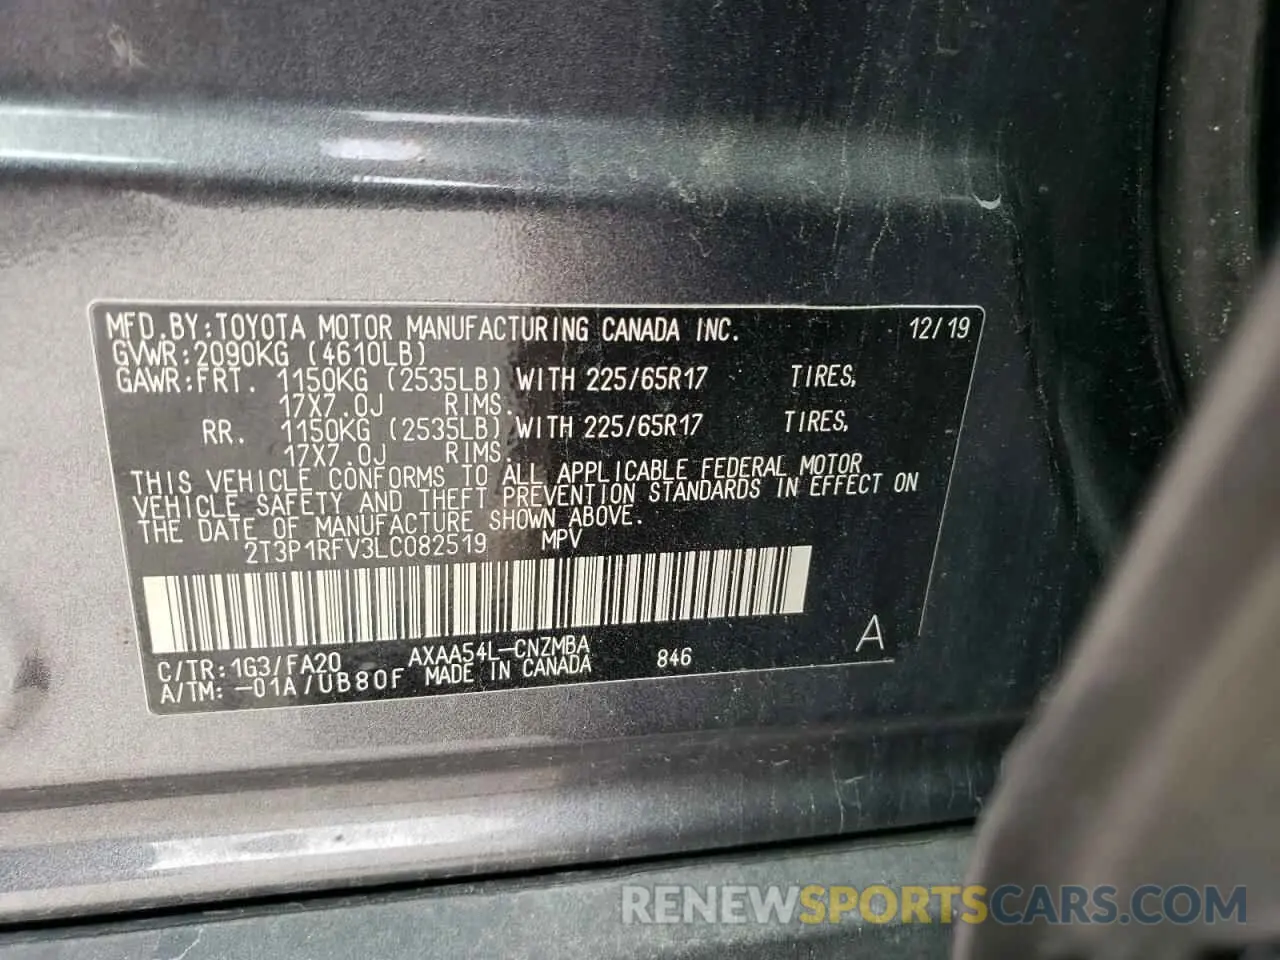 MFD.BY:TOYOTA MOTOR MANUFACTURING CANADA INC. 12/19
GVWR:2090KG (4610LB)
GAWR:FRT. 1150KG (2535LB) WITH 225/65R17 TIRES,
17X7.0J RIMS.
RR. 1150KG (2535LB) WITH 225/65R17 TIRES,
17X7.0J RIMS.
THIS VEHICLE CONFORMS TO ALL APPLICABLE FEDERAL MOTOR
VEHICLE SAFETY AND THEFT PREVENTION STANDARDS IN EFFECT ON
THE DATE OF MANUFACTURE SHOWN ABOVE.
2T3P1RFV3LC082519 MPV
C/TR:1G3/FA20 AXAA54L-CNZMBA 846 A
A/TM:-01A/UB80F MADE IN CANADA
RENEWSPORTSCARS.COM